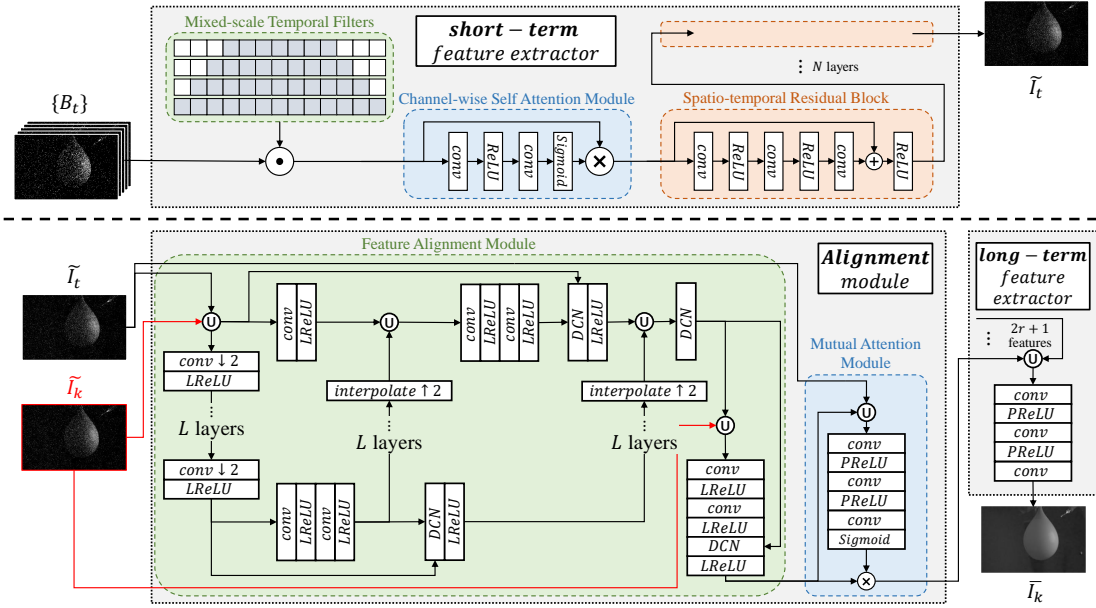 Mixed-scale Temporal Filters
short − term
feature extractor
⋮ N layers
Ĩ_t
{B_t}
Channel-wise Self Attention Module
Spatio-temporal Residual Block
conv
ReLU
conv
Sigmoid
×
conv
ReLU
conv
ReLU
conv
+
ReLU
Feature Alignment Module
Alignment
module
long − term
feature
extractor
Ĩ_t
U
conv
LReLU
U
conv
LReLU
conv
LReLU
DCN
LReLU
U
DCN
⋮
2r + 1
features
U
Mutual Attention
Module
conv ↓ 2
LReLU
Ĩ_k
interpolate ↑ 2
interpolate ↑ 2
⋮
L layers
⋮
L layers
⋮
L layers
U
U
conv
PReLU
conv
PReLU
conv
conv ↓ 2
LReLU
conv
PReLU
conv
PReLU
conv
Sigmoid
×
conv
LReLU
conv
LReLU
DCN
LReLU
conv
LReLU
conv
LReLU
DCN
LReLU
I̅_k